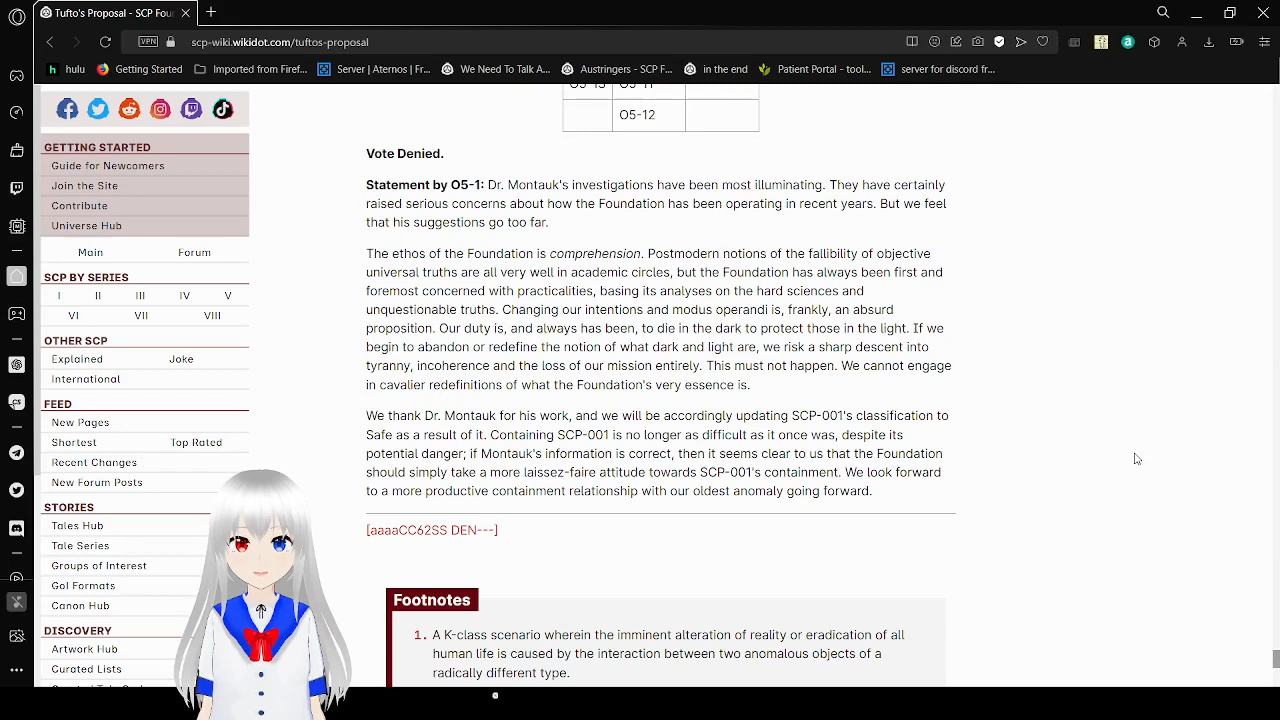 Tufto's Proposal - SCP Four
VPN
scp-wiki.wikidot.com/tuftos-proposal
hulu
Getting Started
Imported from Firef...
Server | Aternos | Fr...
We Need To Talk A...
Austringers - SCP F...
in the end
Patient Portal - tool...
server for discord fr...
GETTING STARTED
Guide for Newcomers
Join the Site
Contribute
Universe Hub
Main Forum
SCP BY SERIES
I II III IV V
VI VII VIII
OTHER SCP
Explained Joke
International
FEED
New Pages
Shortest Top Rated
Recent Changes
New Forum Posts
STORIES
Tales Hub
Tale Series
Groups of Interest
GoI Formats
Canon Hub
DISCOVERY
Artwork Hub
Curated Lists
O5-13 O5-11
O5-12
Vote Denied.
Statement by O5-1: Dr. Montauk's investigations have been most illuminating. They have certainly
raised serious concerns about how the Foundation has been operating in recent years. But we feel
that his suggestions go too far.
The ethos of the Foundation is comprehension. Postmodern notions of the fallibility of objective
universal truths are all very well in academic circles, but the Foundation has always been first and
foremost concerned with practicalities, basing its analyses on the hard sciences and
unquestionable truths. Changing our intentions and modus operandi is, frankly, an absurd
proposition. Our duty is, and always has been, to die in the dark to protect those in the light. If we
begin to abandon or redefine the notion of what dark and light are, we risk a sharp descent into
tyranny, incoherence and the loss of our mission entirely. This must not happen. We cannot engage
in cavalier redefinitions of what the Foundation's very essence is.
We thank Dr. Montauk for his work, and we will be accordingly updating SCP-001's classification to
Safe as a result of it. Containing SCP-001 is no longer as difficult as it once was, despite its
potential danger; if Montauk's information is correct, then it seems clear to us that the Foundation
should simply take a more laissez-faire attitude towards SCP-001's containment. We look forward
to a more productive containment relationship with our oldest anomaly going forward.
[aaaaCC62SS DEN---]
Footnotes
1. A K-class scenario wherein the imminent alteration of reality or eradication of all
human life is caused by the interaction between two anomalous objects of a
radically different type.